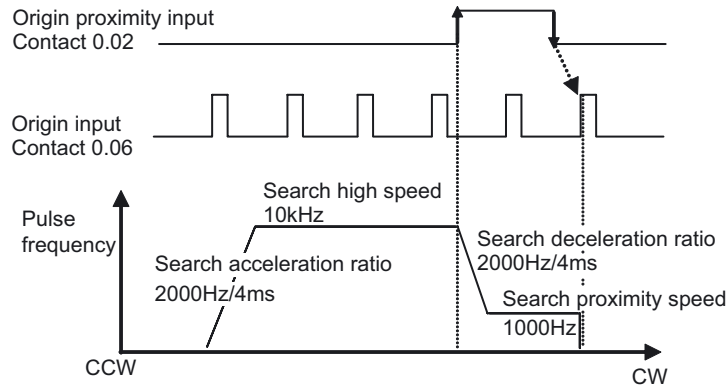 Origin proximity input
Contact 0.02
Origin input
Contact 0.06
Search high speed
10kHz
Pulse
frequency
Search deceleration ratio
2000Hz/4ms
Search acceleration ratio
2000Hz/4ms
Search proximity speed
1000Hz
CCW
CW